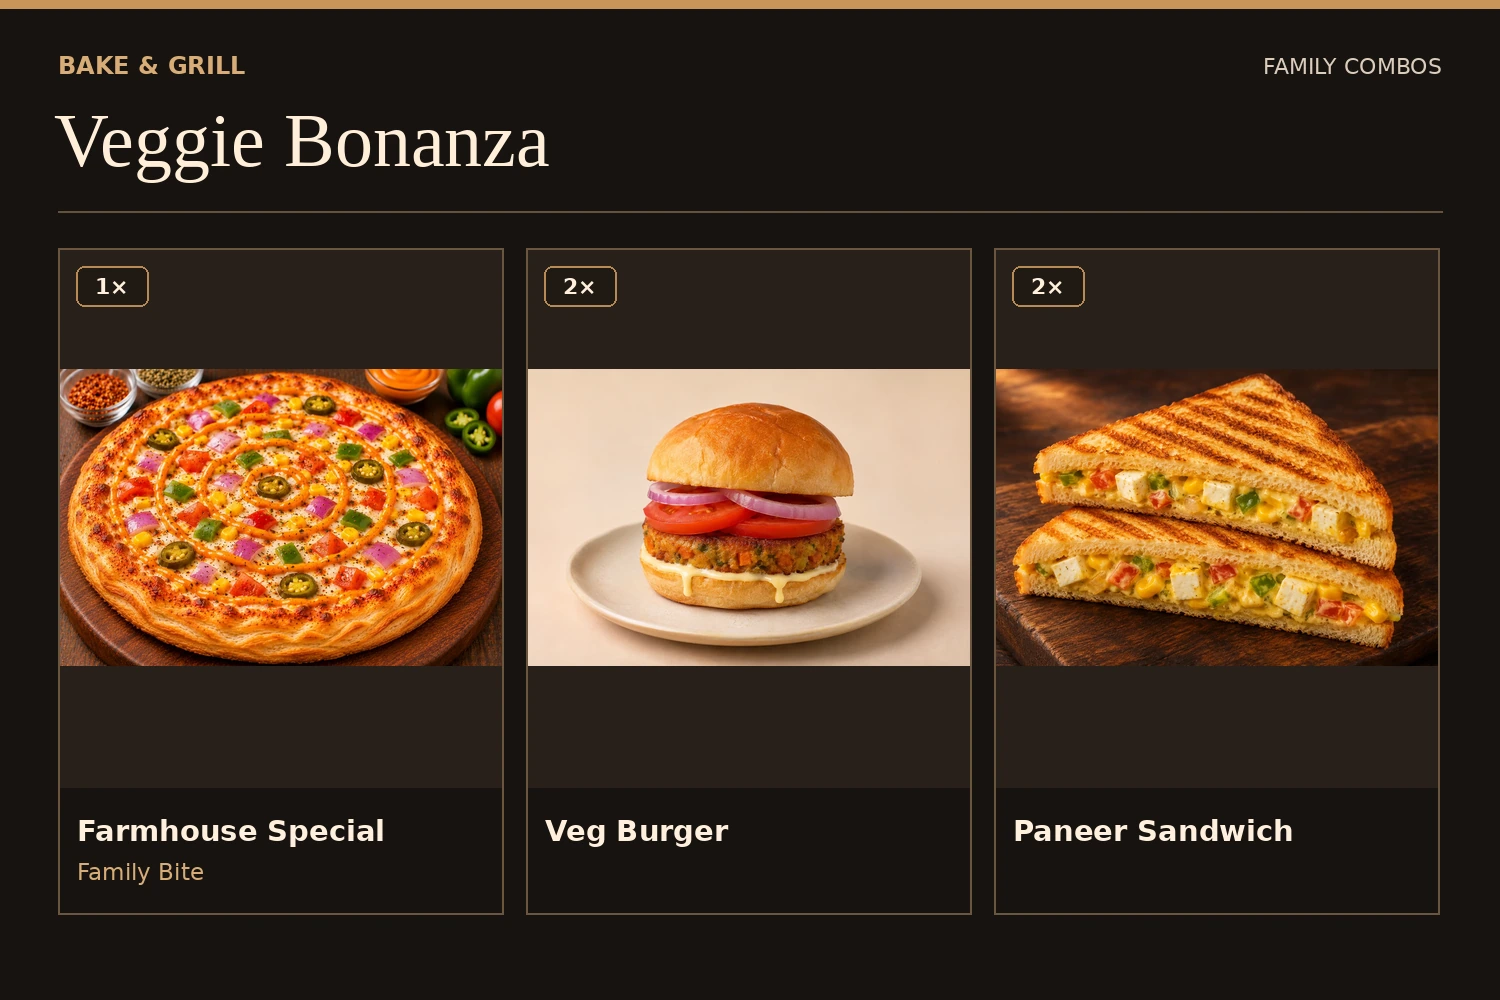 BAKE & GRILL
FAMILY COMBOS
Veggie Bonanza
1×
2×
2×
Farmhouse Special
Family Bite
Veg Burger
Paneer Sandwich